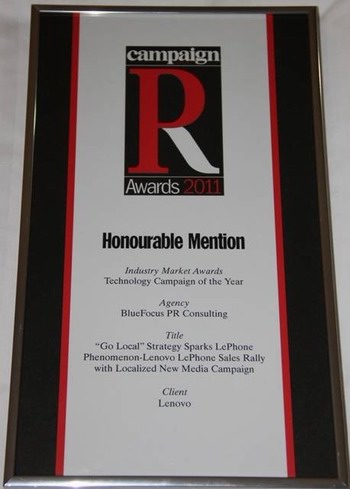 campaign
PR
Awards 2011
Honourable Mention
Industry Market Awards
Technology Campaign of the Year
Agency
BlueFocus PR Consulting
Title
“Go Local” Strategy Sparks LePhone
Phenomenon-Lenovo LePhone Sales Rally
with Localized New Media Campaign
Client
Lenovo